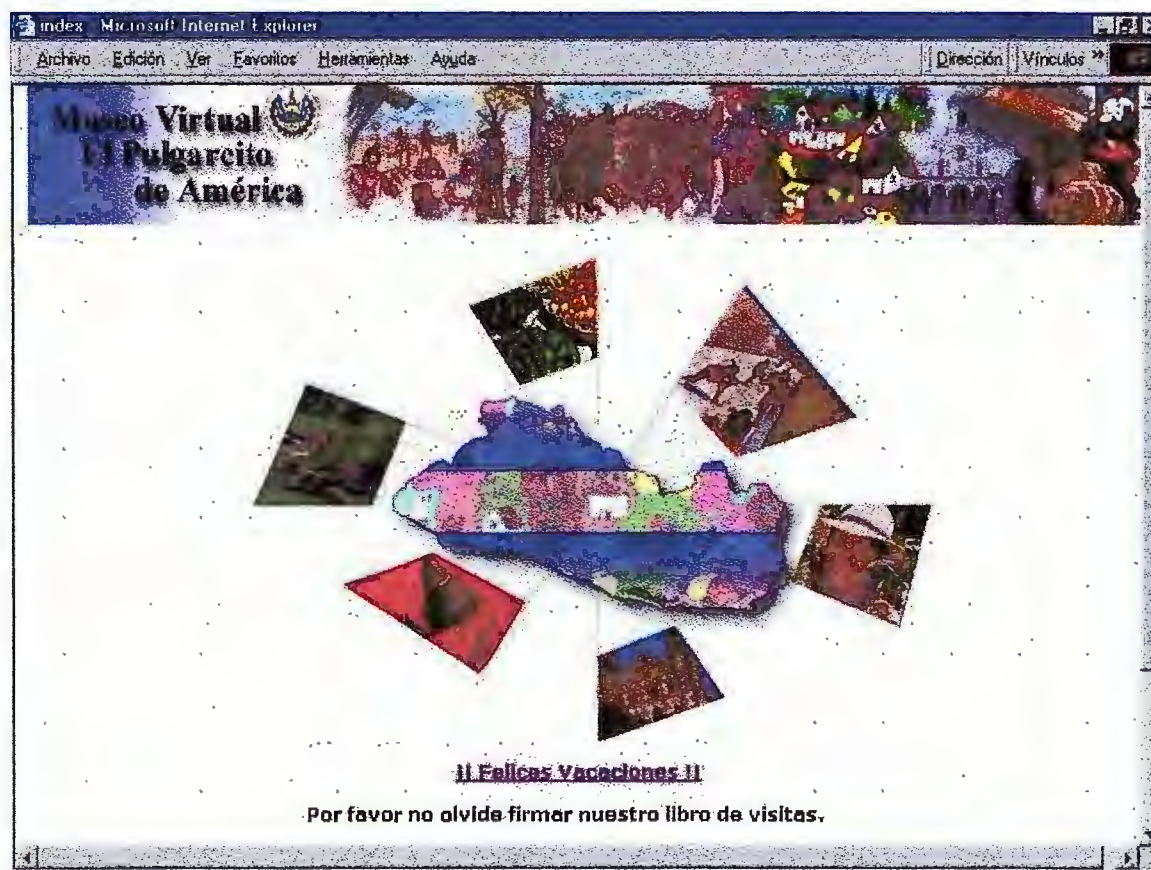 index Microsoft Internet Explorer
Archivo Edición Ver Favoritos Herramientas Ayuda Dirección Vínculos »
Museo Virtual
El Pulgarcito
de América
!! Felices Vacaciones !!
Por favor no olvide firmar nuestro libro de visitas.